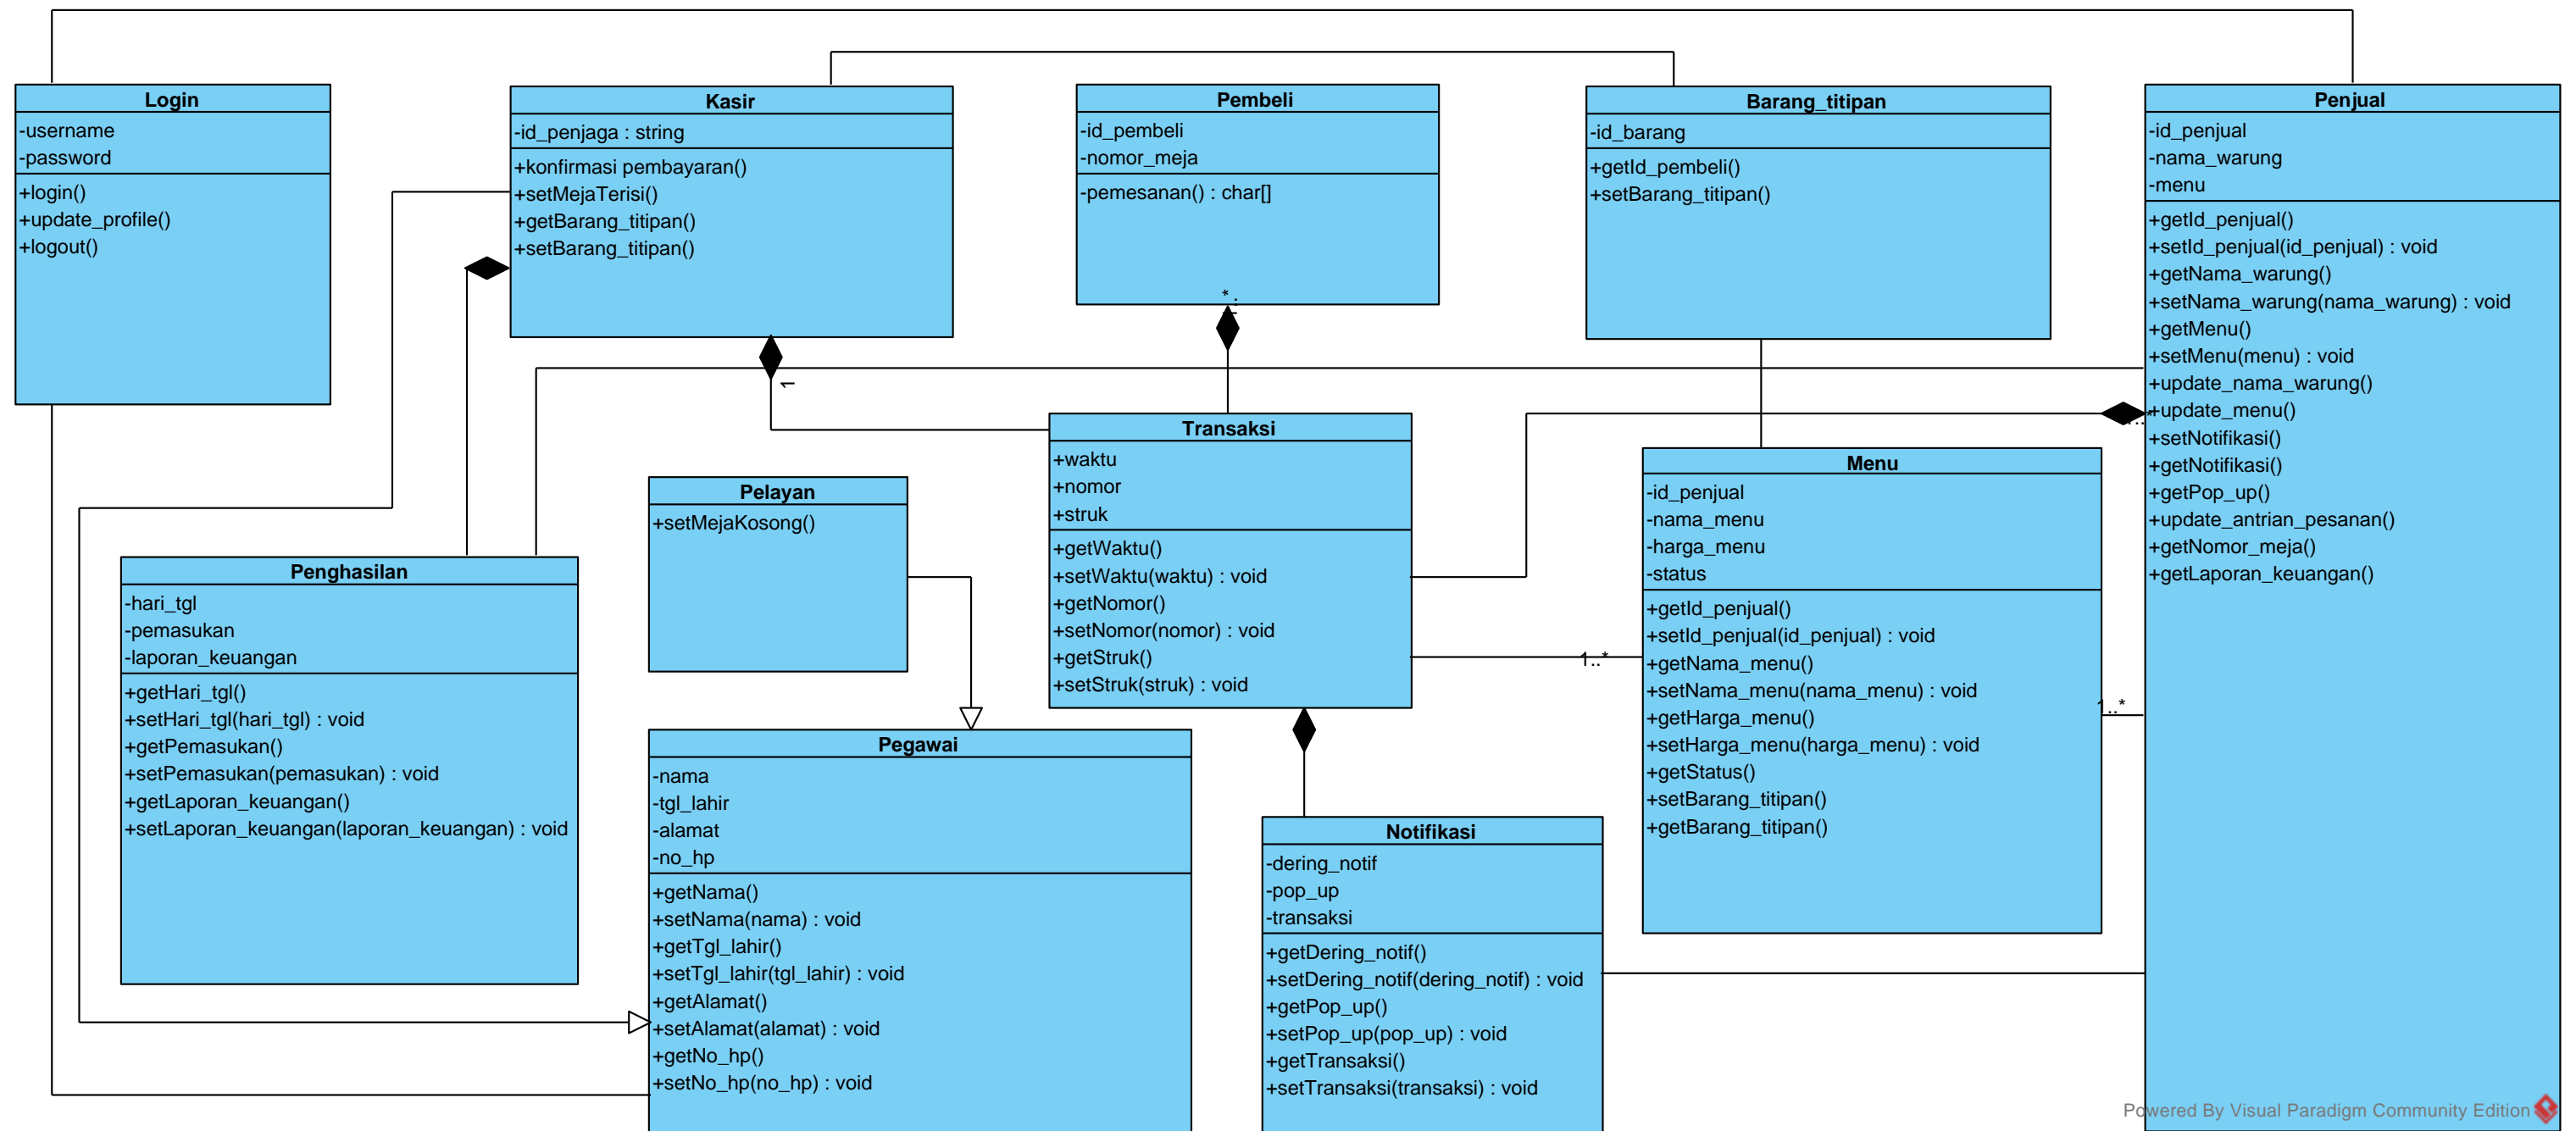 Login
-username
-password
+login()
+update_profile()
+logout()
Kasir
-id_penjaga : string
+konfirmasi pembayaran()
+setMejaTerisi()
+getBarang_titipan()
+setBarang_titipan()
1
Pembeli
-id_pembeli
-nomor_meja
-pemesanan() : char[]
Barang_titipan
-id_barang
+getId_pembeli()
+setBarang_titipan()
Penjual
-id_penjual
-nama_warung
-menu
+getId_penjual()
+setId_penjual(id_penjual) : void
+getNama_warung()
+setNama_warung(nama_warung) : void
+getMenu()
+setMenu(menu) : void
+update_nama_warung()
+update_menu()
+setNotifikasi()
+getNotifikasi()
+getPop_up()
+update_antrian_pesanan()
+getNomor_meja()
+getLaporan_keuangan()
Transaksi
+waktu
+nomor
+struk
+getWaktu()
+setWaktu(waktu) : void
+getNomor()
+setNomor(nomor) : void
+getStruk()
+setStruk(struk) : void
1..*
Menu
-id_penjual
-nama_menu
-harga_menu
-status
+getId_penjual()
+setId_penjual(id_penjual) : void
+getNama_menu()
+setNama_menu(nama_menu) : void
+getHarga_menu()
+setHarga_menu(harga_menu) : void
+getStatus()
+setBarang_titipan()
+getBarang_titipan()
1..*
Pelayan
+setMejaKosong()
Penghasilan
-hari_tgl
-pemasukan
-laporan_keuangan
+getHari_tgl()
+setHari_tgl(hari_tgl) : void
+getPemasukan()
+setPemasukan(pemasukan) : void
+getLaporan_keuangan()
+setLaporan_keuangan(laporan_keuangan) : void
Pegawai
-nama
-tgl_lahir
-alamat
-no_hp
+getNama()
+setNama(nama) : void
+getTgl_lahir()
+setTgl_lahir(tgl_lahir) : void
+getAlamat()
+setAlamat(alamat) : void
+getNo_hp()
+setNo_hp(no_hp) : void
Notifikasi
-dering_notif
-pop_up
-transaksi
+getDering_notif()
+setDering_notif(dering_notif) : void
+getPop_up()
+setPop_up(pop_up) : void
+getTransaksi()
+setTransaksi(transaksi) : void
Powered By Visual Paradigm Community Edition